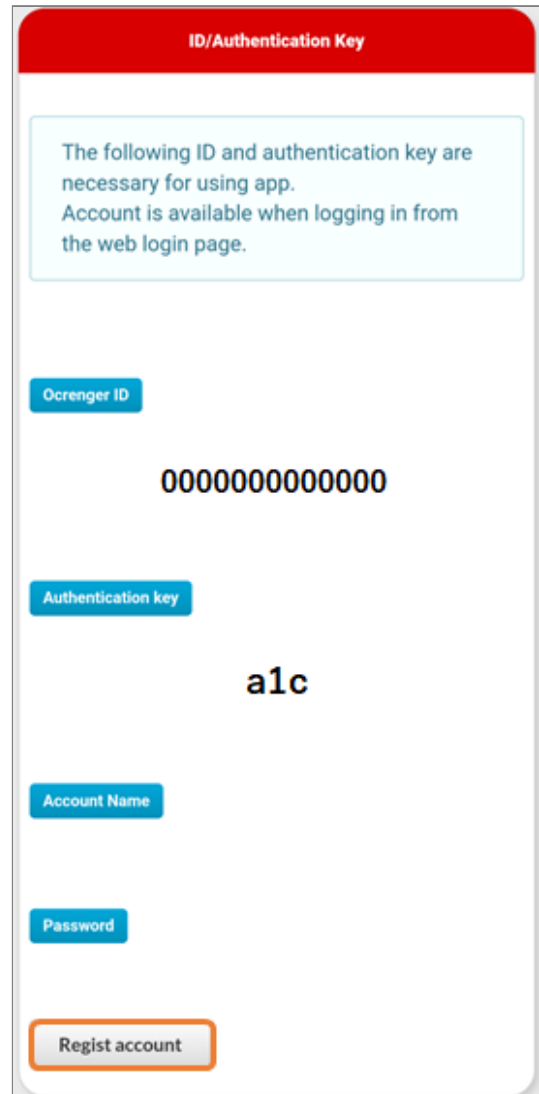 ID/Authentication Key
The following ID and authentication key are
necessary for using app.
Account is available when logging in from
the web login page.
Ocrenger ID
0000000000000
Authentication key
a1c
Account Name
Password
Regist account